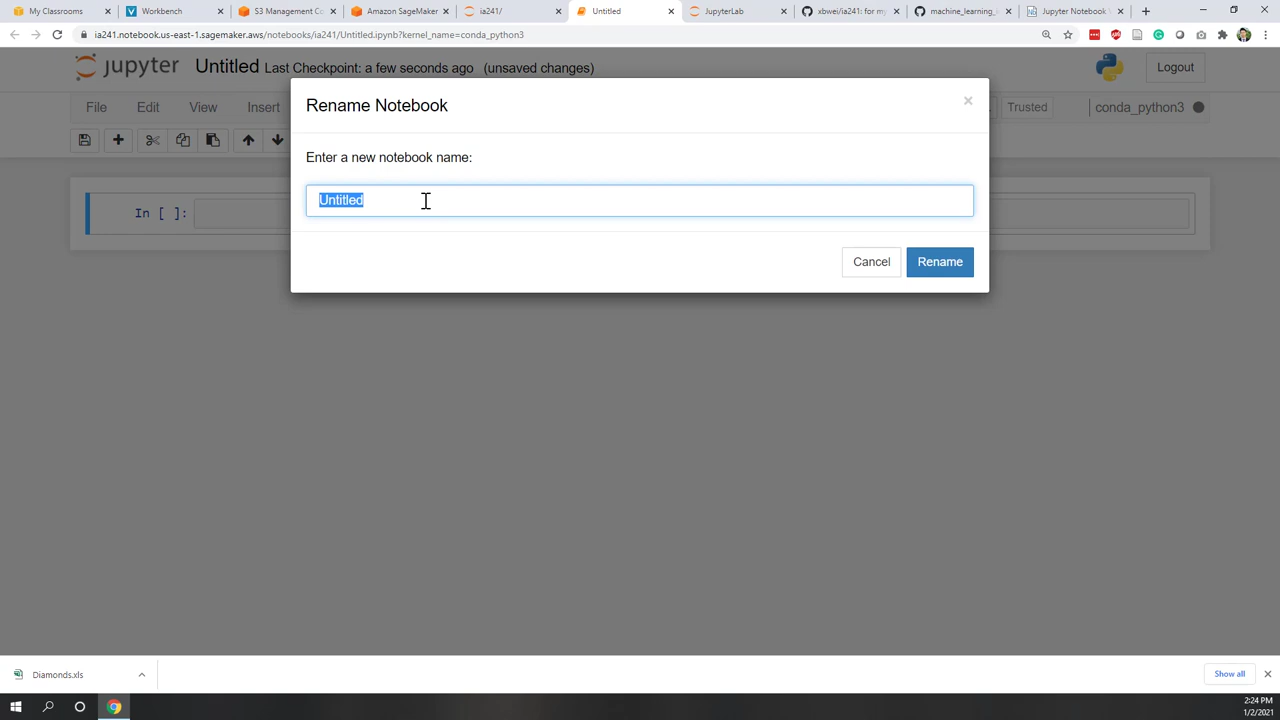 My Classrooms
Workbench
S3 Management Co
Amazon SageMaker
ia241/
Untitled
JupyterLab
xbwei/ia241: for my
machine_learning_i
Jupyter Notebook
ia241.notebook.us-east-1.sagemaker.aws/notebooks/ia241/Untitled.ipynb?kernel_name=conda_python3
jupyter Untitled Last Checkpoint: a few seconds ago (unsaved changes)
Logout
File Edit View Insert
Trusted
conda_python3
Rename Notebook
×
Enter a new notebook name:
Untitled
Cancel
Rename
In [ ]:
Diamonds.xls
Show all
2:24 PM
1/2/2021